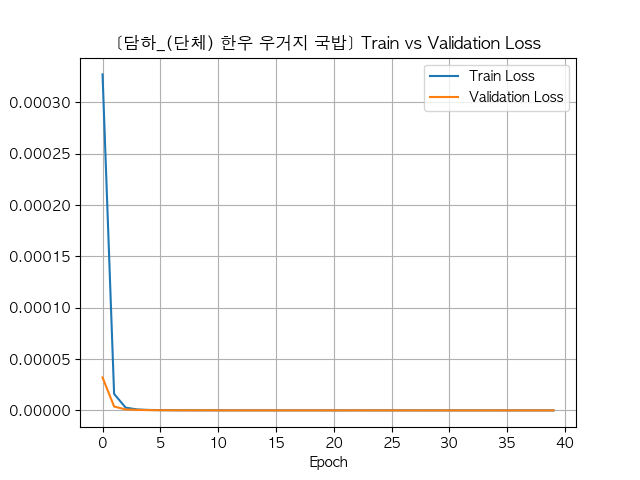 [담하_(단체) 한우 우거지 국밥] Train vs Validation Loss
Train Loss
Validation Loss
0.00030
0.00025
0.00020
0.00015
0.00010
0.00005
0.00000
0 5 10 15 20 25 30 35 40
Epoch